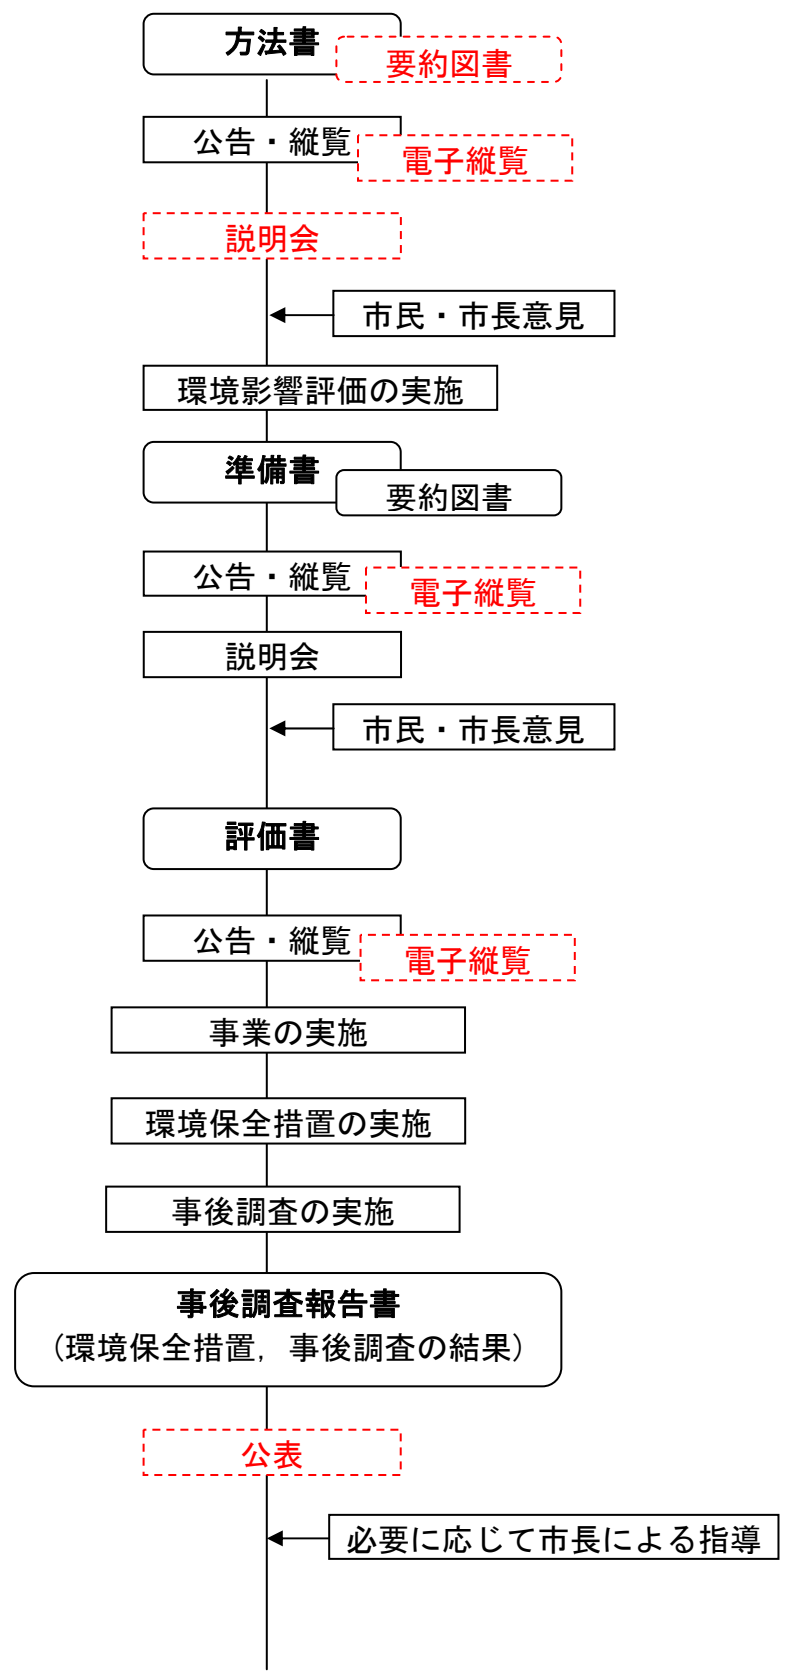 方法書
要約図書
公告・縦覧
電子縦覧
説明会
市民・市長意見
環境影響評価の実施
準備書
要約図書
公告・縦覧
電子縦覧
説明会
市民・市長意見
評価書
公告・縦覧
電子縦覧
事業の実施
環境保全措置の実施
事後調査の実施
事後調査報告書
（環境保全措置，事後調査の結果）
公表
必要に応じて市長による指導